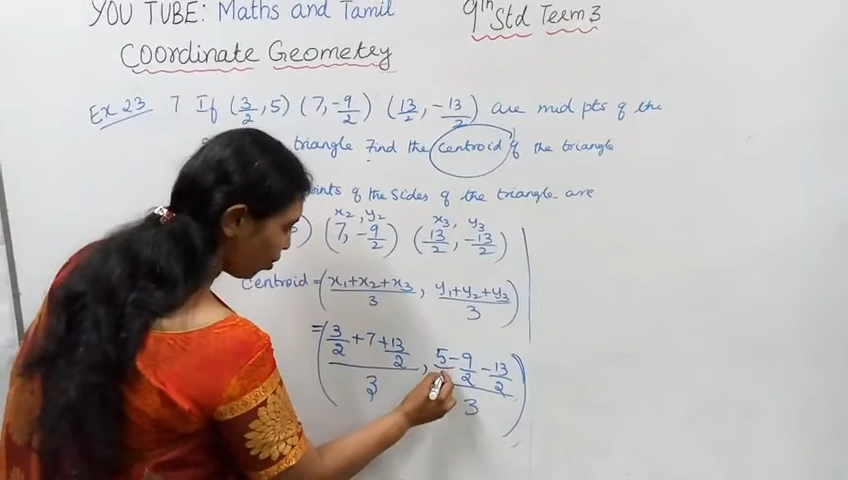 YOU TUBE: Maths and Tamil 9th Std Term 3
Coordinate Geometry
Ex 23 7 If (3/2, 5) (7, -9/2) (13/2, -13/2) are mid pts of the
triangle Find the centroid of the triangle
of the sides of the triangle are
x2, y2 x3, y3
(7, -9/2) (13/2, -13/2)
Centroid = (x1+x2+x3/3, y1+y2+y3/3)
= (3/2 + 7 + 13/2 / 3, 5 - 9/2 - 13/2 / 3)